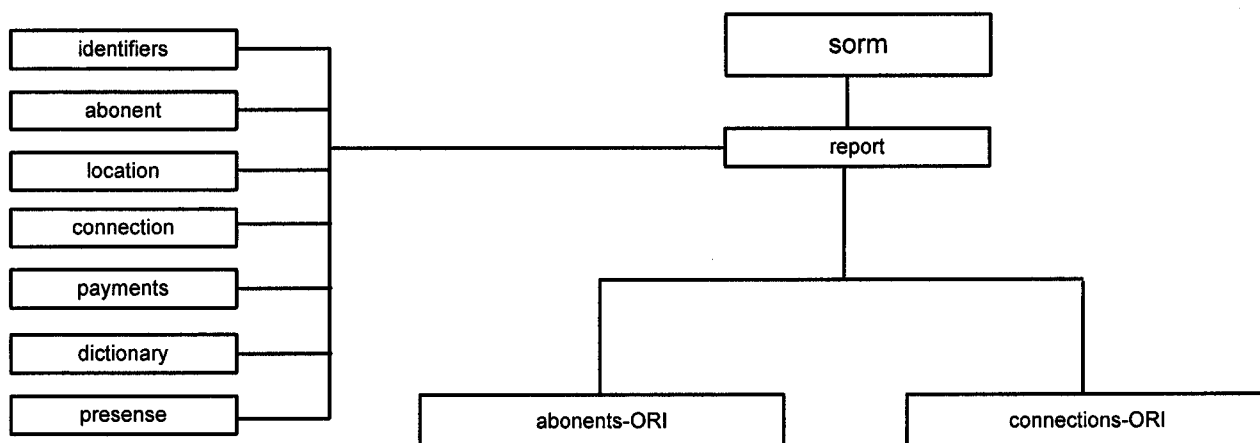 sorm
report
identifiers
abonent
location
connection
payments
dictionary
presense
abonents-ORI
connections-ORI